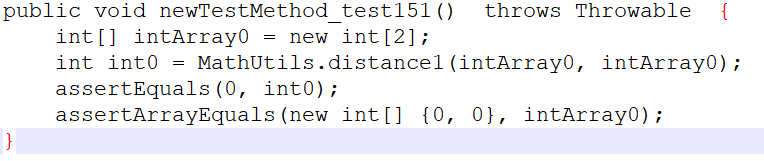 public void newTestMethod_test151()  throws Throwable  {
    int[] intArray0 = new int[2];
    int int0 = MathUtils.distance1(intArray0, intArray0);
    assertEquals(0, int0);
    assertArrayEquals(new int[] {0, 0}, intArray0);
}